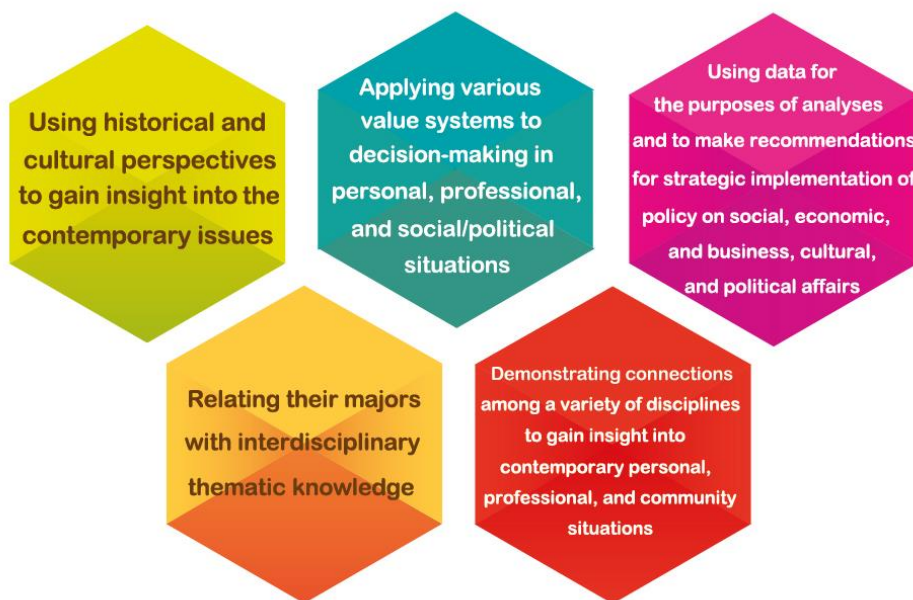 Using historical and
cultural perspectives
to gain insight into the
contemporary issues
Applying various
value systems to
decision-making in
personal, professional,
and social/political
situations
Using data for
the purposes of analyses
and to make recommendations
for strategic implementation of
policy on social, economic,
and business, cultural,
and political affairs
Relating their majors
with interdisciplinary
thematic knowledge
Demonstrating connections
among a variety of disciplines
to gain insight into
contemporary personal,
professional, and community
situations